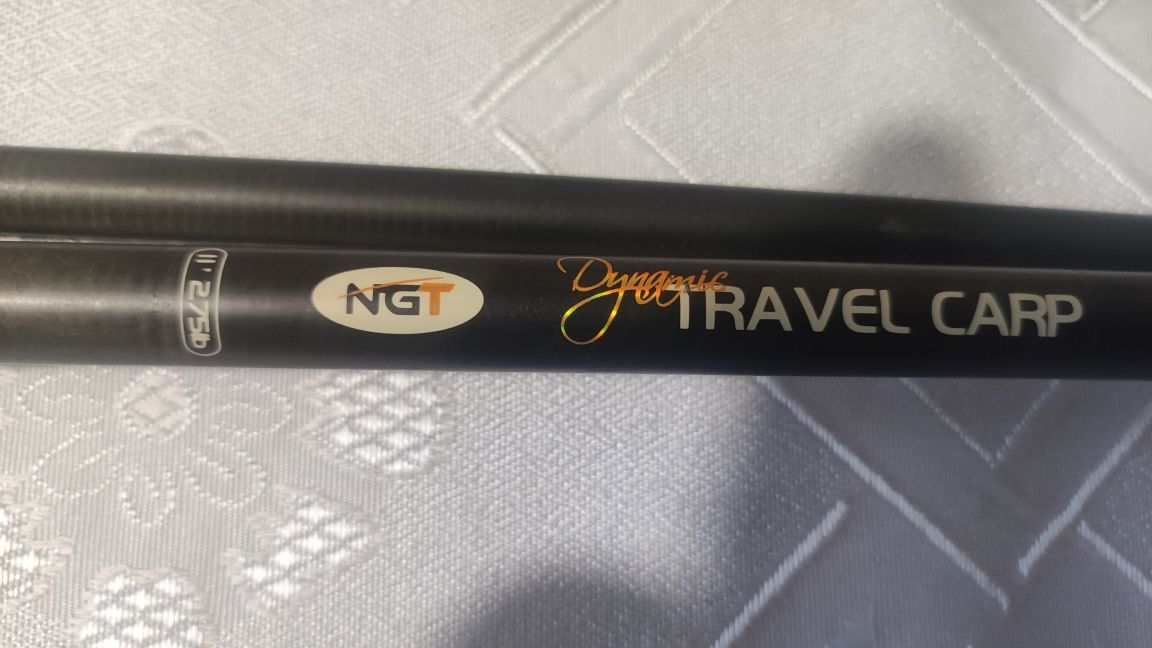 11' 2.75lb
NGT
Dynamic
TRAVEL CARP